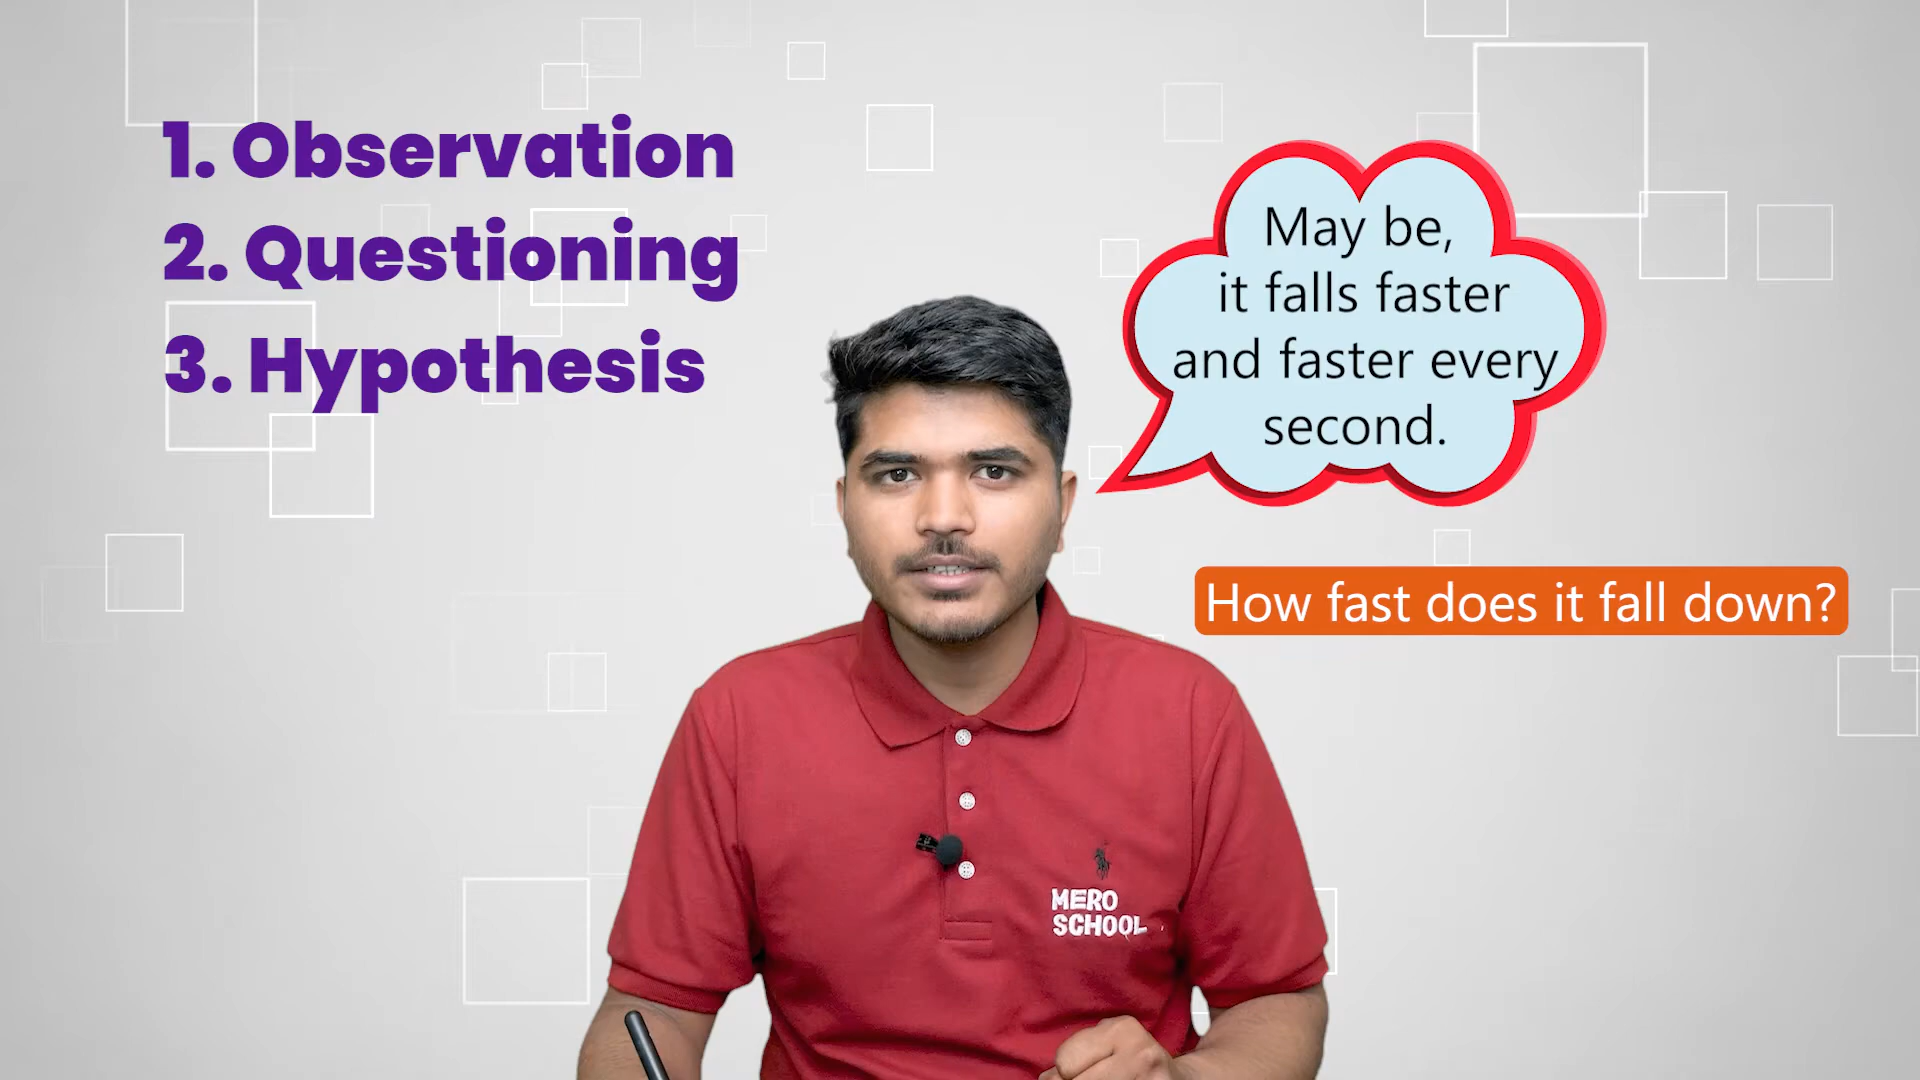 1. Observation
2. Questioning
3. Hypothesis
May be,
it falls faster
and faster every
second.
How fast does it fall down?
MERO
SCHOOL